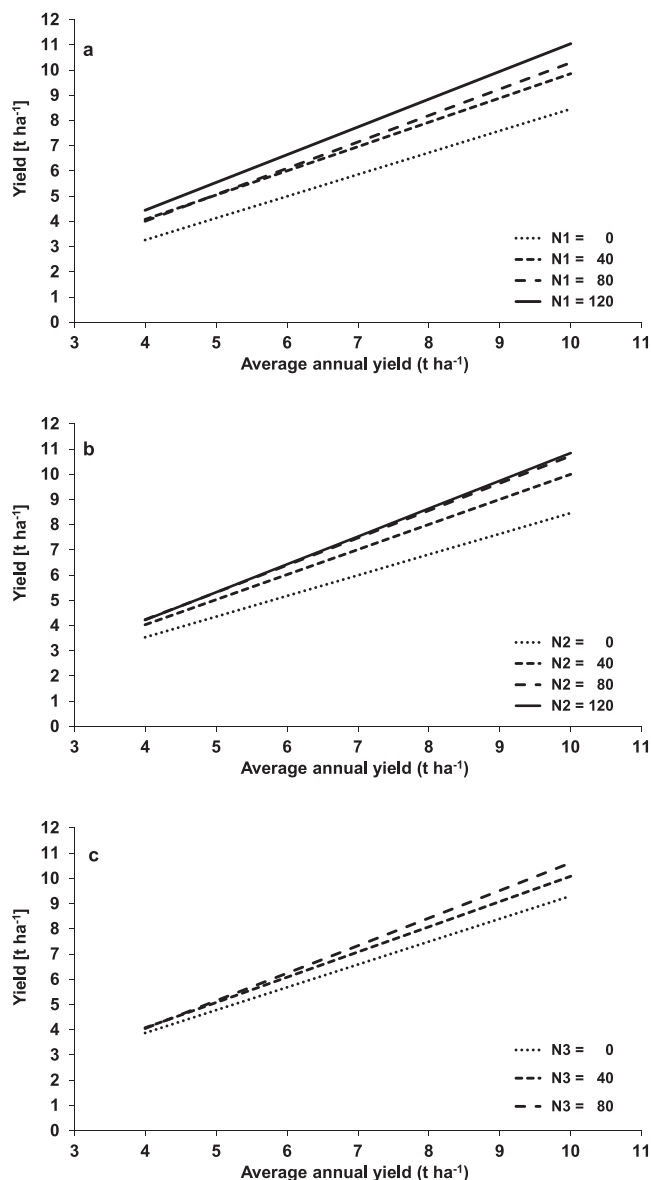 a
Yield [t ha⁻¹]
12
11
10
9
8
7
6
5
4
3
2
1
0
N1 = 0
N1 = 40
N1 = 80
N1 = 120
3 4 5 6 7 8 9 10 11
Average annual yield (t ha⁻¹)
b
Yield [t ha⁻¹]
12
11
10
9
8
7
6
5
4
3
2
1
0
N2 = 0
N2 = 40
N2 = 80
N2 = 120
3 4 5 6 7 8 9 10 11
Average annual yield (t ha⁻¹)
c
Yield [t ha⁻¹]
12
11
10
9
8
7
6
5
4
3
2
1
0
N3 = 0
N3 = 40
N3 = 80
3 4 5 6 7 8 9 10 11
Average annual yield (t ha⁻¹)